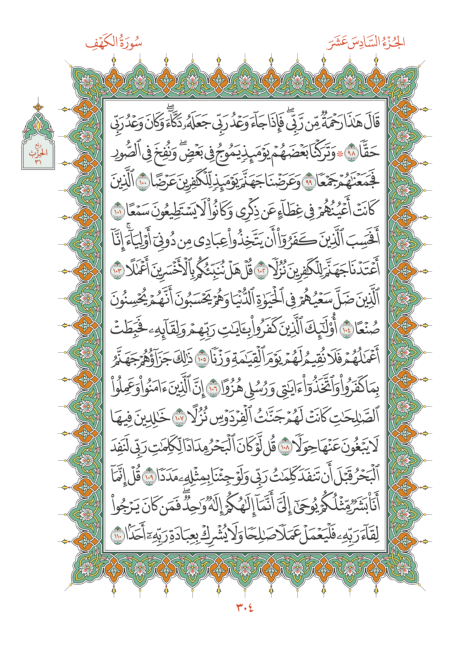 الجُزْءُ السَّادِسَ عَشَرَ
سُورَةُ الكَهْفِ
قَالَ هَٰذَا رَحْمَةٌ مِّن رَّبِّي ۖ فَإِذَا جَآءَ وَعْدُ رَبِّي جَعَلَهُۥ دَكَّآءَ ۖ وَكَانَ وَعْدُ رَبِّي
حَقًّا ٩٨ ۞ وَتَرَكْنَا بَعْضَهُمْ يَوْمَئِذٍ يَمُوجُ فِي بَعْضٍ ۖ وَنُفِخَ فِي ٱلصُّورِ
فَجَمَعْنَٰهُمْ جَمْعًا ٩٩ وَعَرَضْنَا جَهَنَّمَ يَوْمَئِذٍ لِّلْكَٰفِرِينَ عَرْضًا ١٠٠ ٱلَّذِينَ
كَانَتْ أَعْيُنُهُمْ فِي غِطَآءٍ عَن ذِكْرِي وَكَانُوا۟ لَا يَسْتَطِيعُونَ سَمْعًا ١٠١
أَفَحَسِبَ ٱلَّذِينَ كَفَرُوٓا۟ أَن يَتَّخِذُوا۟ عِبَادِي مِن دُونِيٓ أَوْلِيَآءَ ۚ إِنَّآ
أَعْتَدْنَا جَهَنَّمَ لِلْكَٰفِرِينَ نُزُلًا ١٠٢ قُلْ هَلْ نُنَبِّئُكُم بِٱلْأَخْسَرِينَ أَعْمَٰلًا ١٠٣
ٱلَّذِينَ ضَلَّ سَعْيُهُمْ فِي ٱلْحَيَوٰةِ ٱلدُّنْيَا وَهُمْ يَحْسَبُونَ أَنَّهُمْ يُحْسِنُونَ
صُنْعًا ١٠٤ أُو۟لَٰٓئِكَ ٱلَّذِينَ كَفَرُوا۟ بِـَٔايَٰتِ رَبِّهِمْ وَلِقَآئِهِۦ فَحَبِطَتْ
أَعْمَٰلُهُمْ فَلَا نُقِيمُ لَهُمْ يَوْمَ ٱلْقِيَٰمَةِ وَزْنًا ١٠٥ ذَٰلِكَ جَزَآؤُهُمْ جَهَنَّمُ
بِمَا كَفَرُوا۟ وَٱتَّخَذُوٓا۟ ءَايَٰتِي وَرُسُلِي هُزُوًا ١٠٦ إِنَّ ٱلَّذِينَ ءَامَنُوا۟ وَعَمِلُوا۟
ٱلصَّٰلِحَٰتِ كَانَتْ لَهُمْ جَنَّٰتُ ٱلْفِرْدَوْسِ نُزُلًا ١٠٧ خَٰلِدِينَ فِيهَا
لَا يَبْغُونَ عَنْهَا حِوَلًا ١٠٨ قُل لَّوْ كَانَ ٱلْبَحْرُ مِدَادًا لِّكَلِمَٰتِ رَبِّي لَنَفِدَ
ٱلْبَحْرُ قَبْلَ أَن تَنفَدَ كَلِمَٰتُ رَبِّي وَلَوْ جِئْنَا بِمِثْلِهِۦ مَدَدًا ١٠٩ قُلْ إِنَّمَآ
أَنَا۠ بَشَرٌ مِّثْلُكُمْ يُوحَىٰٓ إِلَيَّ أَنَّمَآ إِلَٰهُكُمْ إِلَٰهٌ وَٰحِدٌ ۖ فَمَن كَانَ يَرْجُوا۟
لِقَآءَ رَبِّهِۦ فَلْيَعْمَلْ عَمَلًا صَٰلِحًا وَلَا يُشْرِكْ بِعِبَادَةِ رَبِّهِۦٓ أَحَدًۢا ١١٠
ربع
الحزب
٣١
٣٠٤